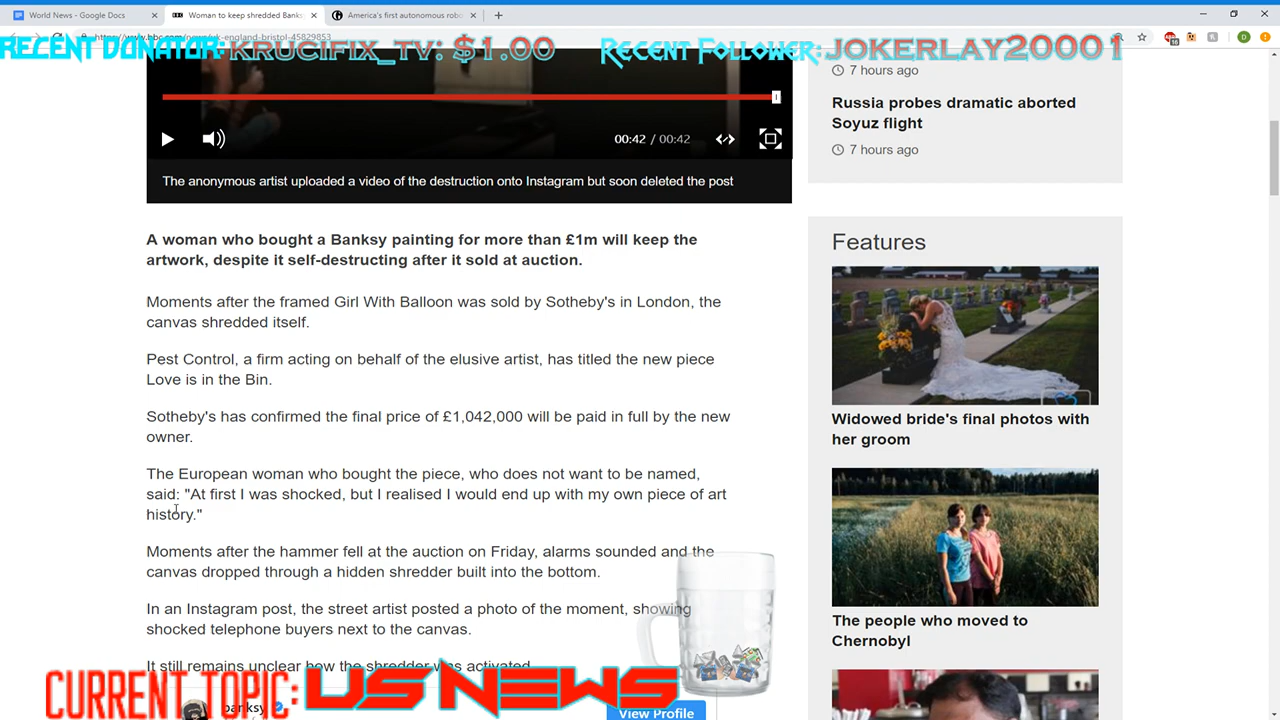 World News - Google Docs
Woman to keep shredded Banks
America's first autonomous robo
https://www.bbc.com/news/uk-england-bristol-45829853
RECENT DONATOR: KRUCIFIX_TV: $1.00
RECENT FOLLOWER: JOKERLAY20001
00:42 / 00:42
The anonymous artist uploaded a video of the destruction onto Instagram but soon deleted the post
A woman who bought a Banksy painting for more than £1m will keep the
artwork, despite it self-destructing after it sold at auction.
Moments after the framed Girl With Balloon was sold by Sotheby's in London, the
canvas shredded itself.
Pest Control, a firm acting on behalf of the elusive artist, has titled the new piece
Love is in the Bin.
Sotheby's has confirmed the final price of £1,042,000 will be paid in full by the new
owner.
The European woman who bought the piece, who does not want to be named,
said: "At first I was shocked, but I realised I would end up with my own piece of art
history."
Moments after the hammer fell at the auction on Friday, alarms sounded and the
canvas dropped through a hidden shredder built into the bottom.
In an Instagram post, the street artist posted a photo of the moment, showing
shocked telephone buyers next to the canvas.
It still remains unclear how the shredder was activated.
banksy
View Profile
7 hours ago
Russia probes dramatic aborted
Soyuz flight
7 hours ago
Features
Widowed bride's final photos with
her groom
The people who moved to
Chernobyl
CURRENT TOPIC: US NEWS